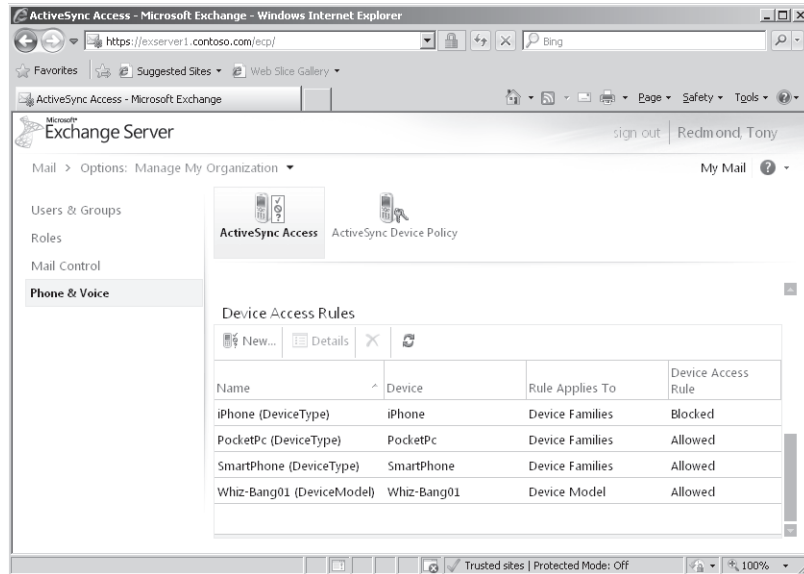 ActiveSync Access - Microsoft Exchange - Windows Internet Explorer
https://exserver1.contoso.com/ecp/
Bing
Favorites
Suggested Sites
Web Slice Gallery
ActiveSync Access - Microsoft Exchange
Page
Safety
Tools
Microsoft®
Exchange Server
sign out
Redmond, Tony
Mail > Options: Manage My Organization
My Mail
Users & Groups
Roles
Mail Control
Phone & Voice
ActiveSync Access
ActiveSync Device Policy
Device Access Rules
New...
Details
Name
Device
Rule Applies To
Device Access Rule
iPhone (DeviceType) iPhone Device Families Blocked
PocketPc (DeviceType) PocketPc Device Families Allowed
SmartPhone (DeviceType) SmartPhone Device Families Allowed
Whiz-Bang01 (DeviceModel) Whiz-Bang01 Device Model Allowed
Trusted sites | Protected Mode: Off
100%